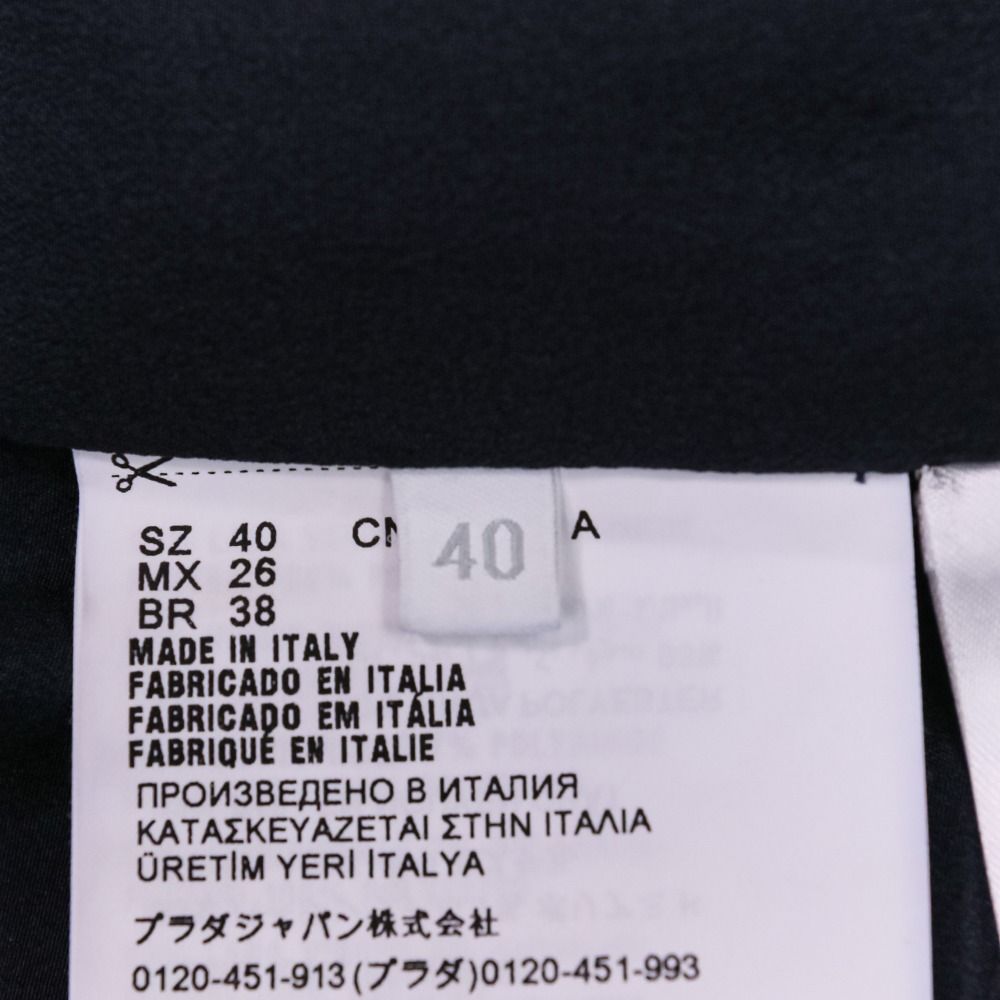 SZ 40 CN A
40
MX 26
BR 38
MADE IN ITALY
FABRICADO EN ITALIA
FABRICADO EM ITÁLIA
FABRIQUÉ EN ITALIE
ПРОИЗВЕДЕНО В ИТАЛИЯ
ΚΑΤΑΣΚΕΥΑΖΕΤΑΙ ΣΤΗΝ ΙΤΑΛΙΑ
ÜRETİM YERİ İTALYA
プラダジャパン株式会社
0120-451-913 (プラダ)0120-451-993